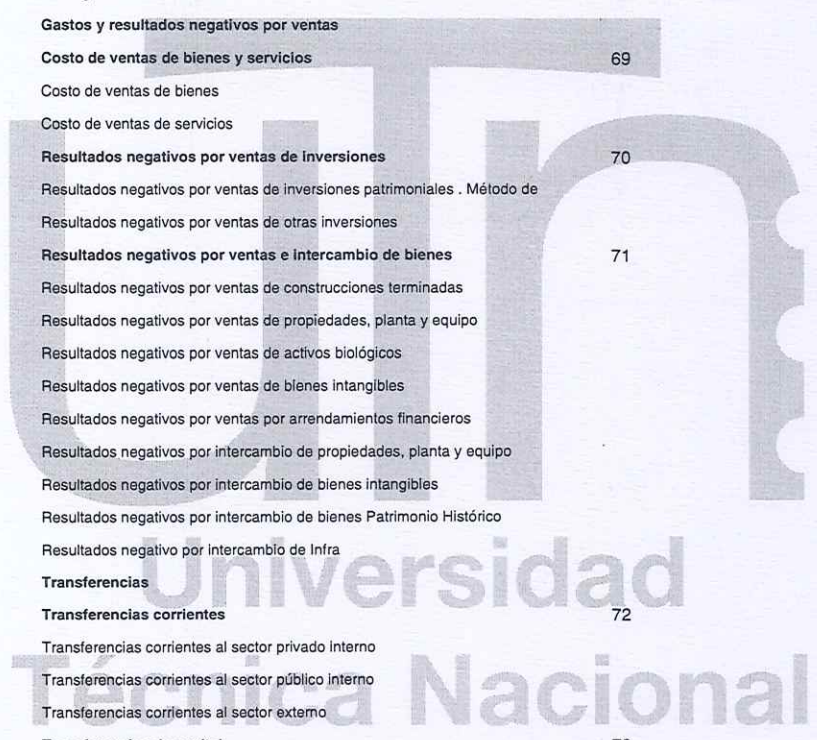 Gastos y resultados negativos por ventas
Costo de ventas de bienes y servicios 69
Costo de ventas de bienes
Costo de ventas de servicios
Resultados negativos por ventas de inversiones 70
Resultados negativos por ventas de inversiones patrimoniales . Método de
Resultados negativos por ventas de otras inversiones
Resultados negativos por ventas e intercambio de bienes 71
Resultados negativos por ventas de construcciones terminadas
Resultados negativos por ventas de propiedades, planta y equipo
Resultados negativos por ventas de activos biológicos
Resultados negativos por ventas de bienes intangibles
Resultados negativos por ventas por arrendamientos financieros
Resultados negativos por intercambio de propiedades, planta y equipo
Resultados negativos por intercambio de bienes intangibles
Resultados negativos por intercambio de bienes Patrimonio Histórico
Resultados negativo por intercambio de Infra
Transferencias
Transferencias corrientes 72
Transferencias corrientes al sector privado interno
Transferencias corrientes al sector público interno
Transferencias corrientes al sector externo
uTn
Universidad
Técnica Nacional